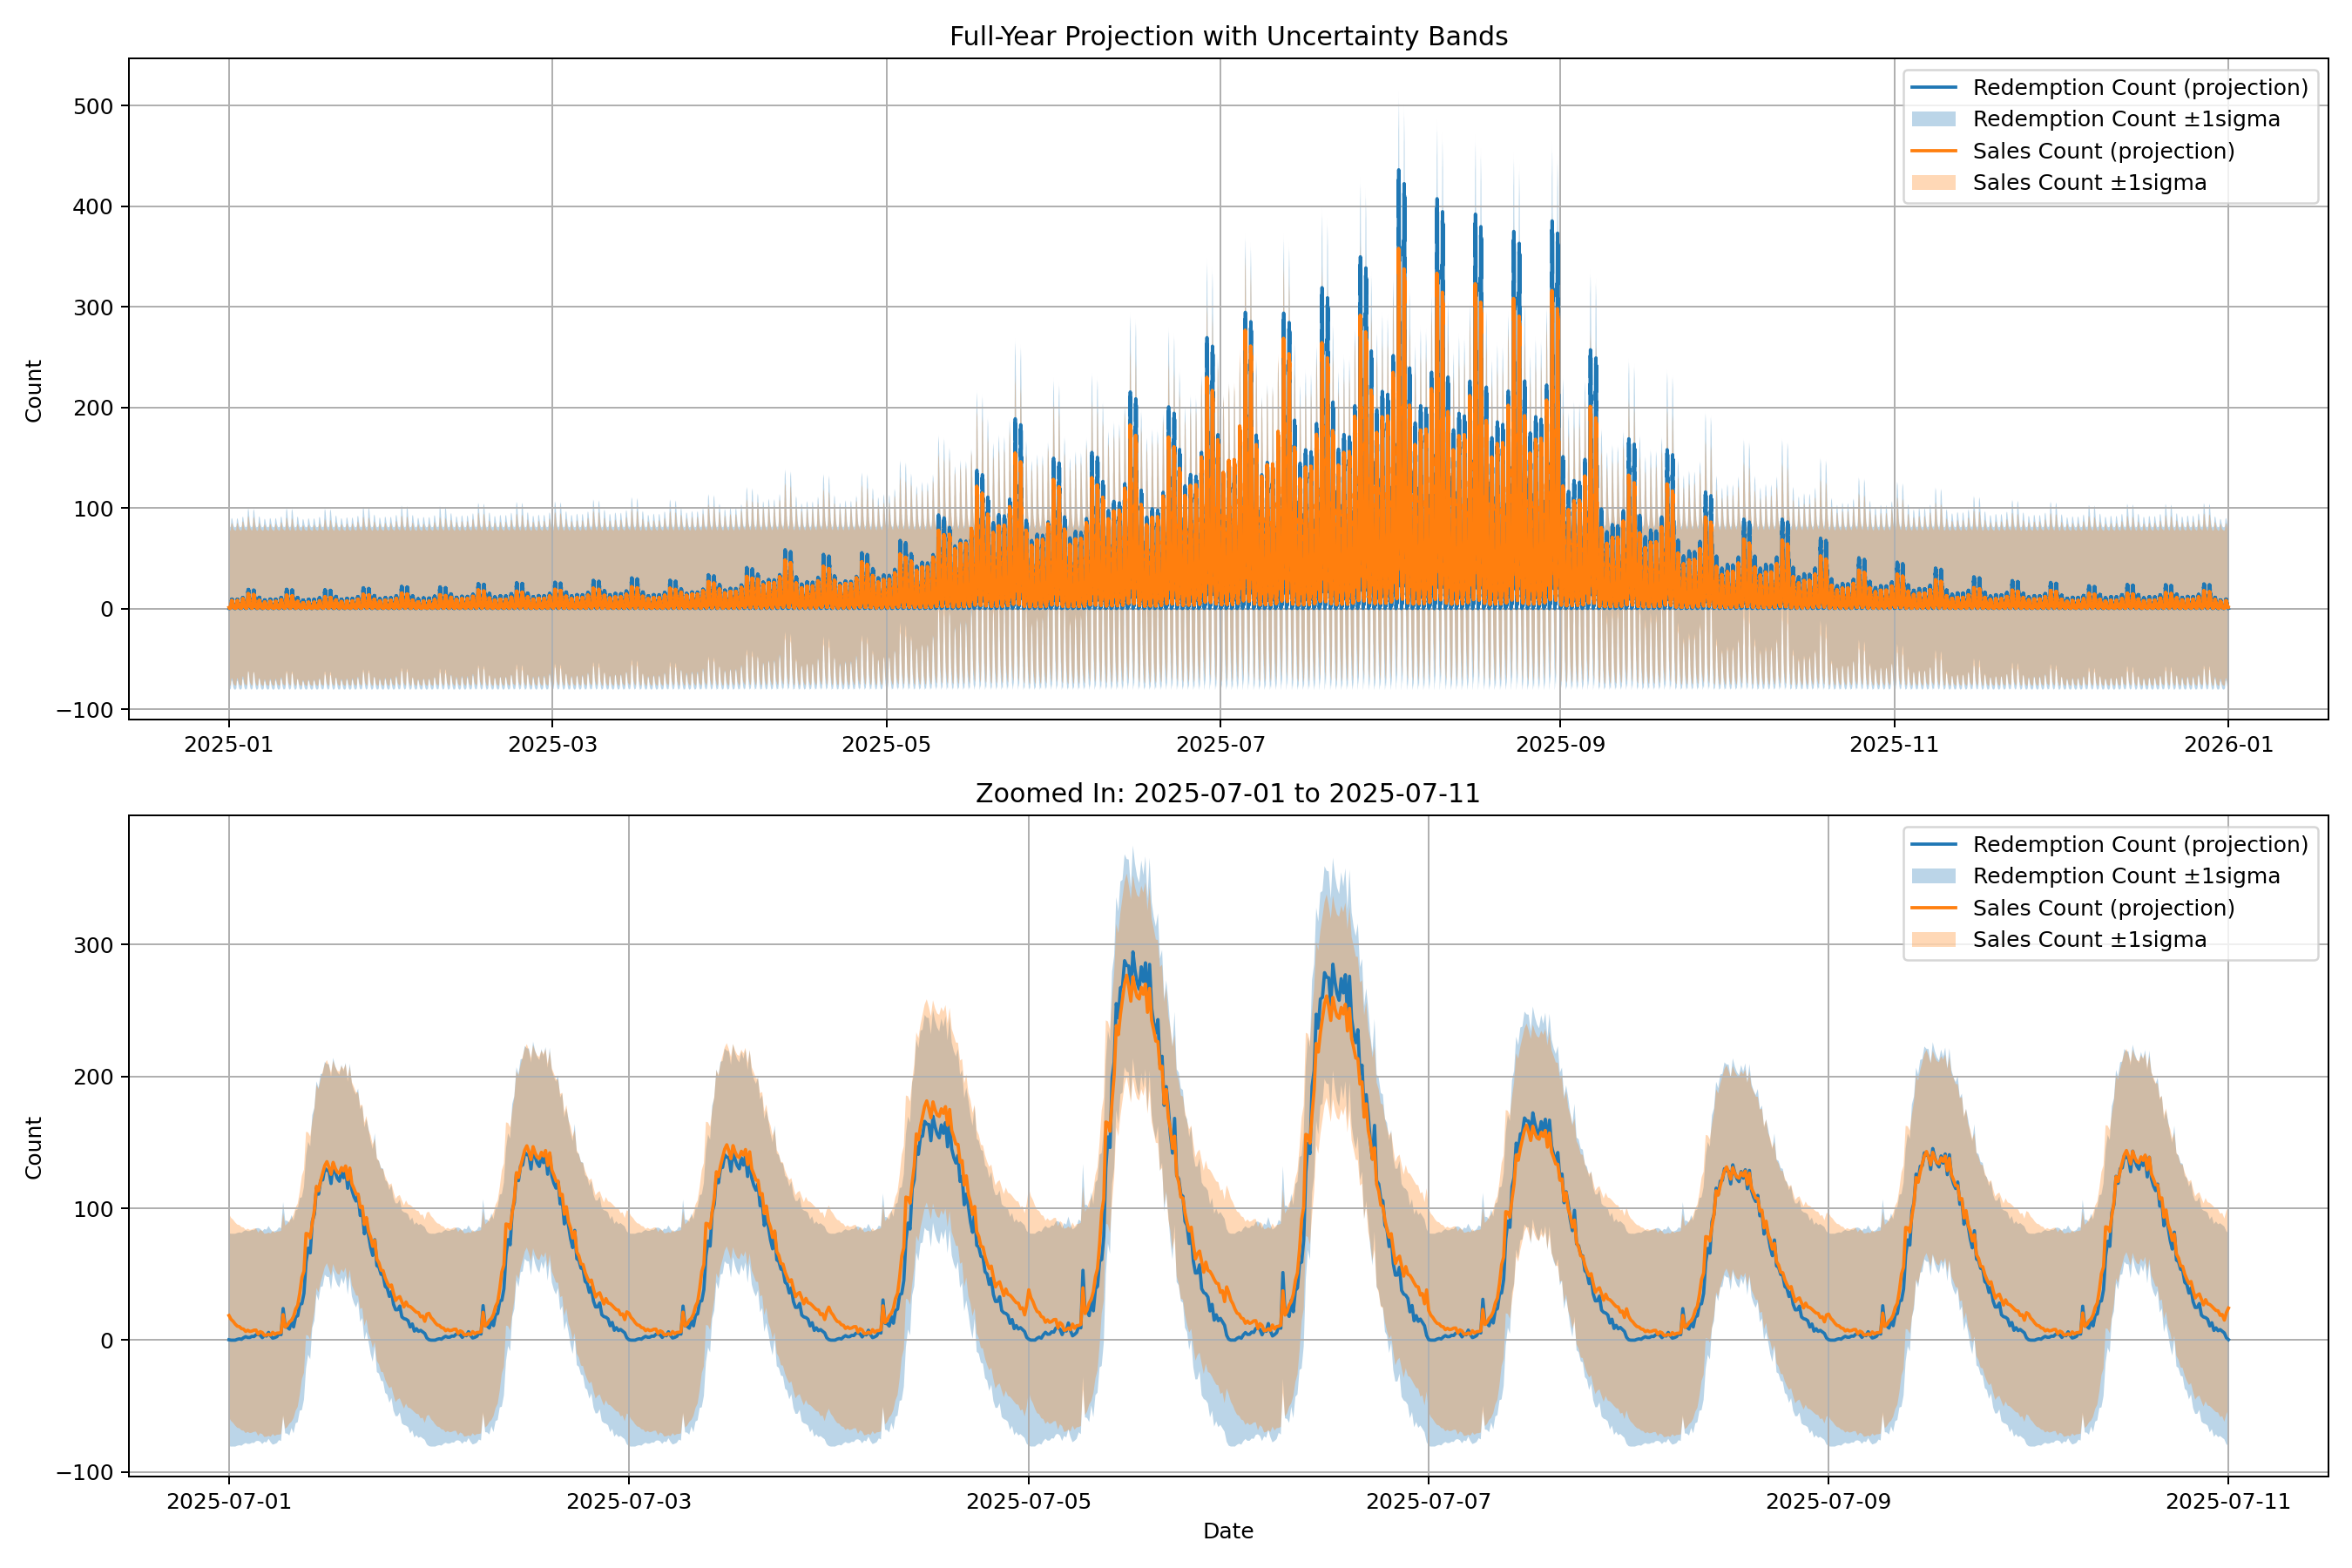 Full-Year Projection with Uncertainty Bands
Redemption Count (projection)
Redemption Count ±1sigma
Sales Count (projection)
Sales Count ±1sigma
Count
500
400
300
200
100
0
−100
2025-01
2025-03
2025-05
2025-07
2025-09
2025-11
2026-01
Zoomed In: 2025-07-01 to 2025-07-11
Redemption Count (projection)
Redemption Count ±1sigma
Sales Count (projection)
Sales Count ±1sigma
Count
300
200
100
0
−100
2025-07-01
2025-07-03
2025-07-05
2025-07-07
2025-07-09
2025-07-11
Date